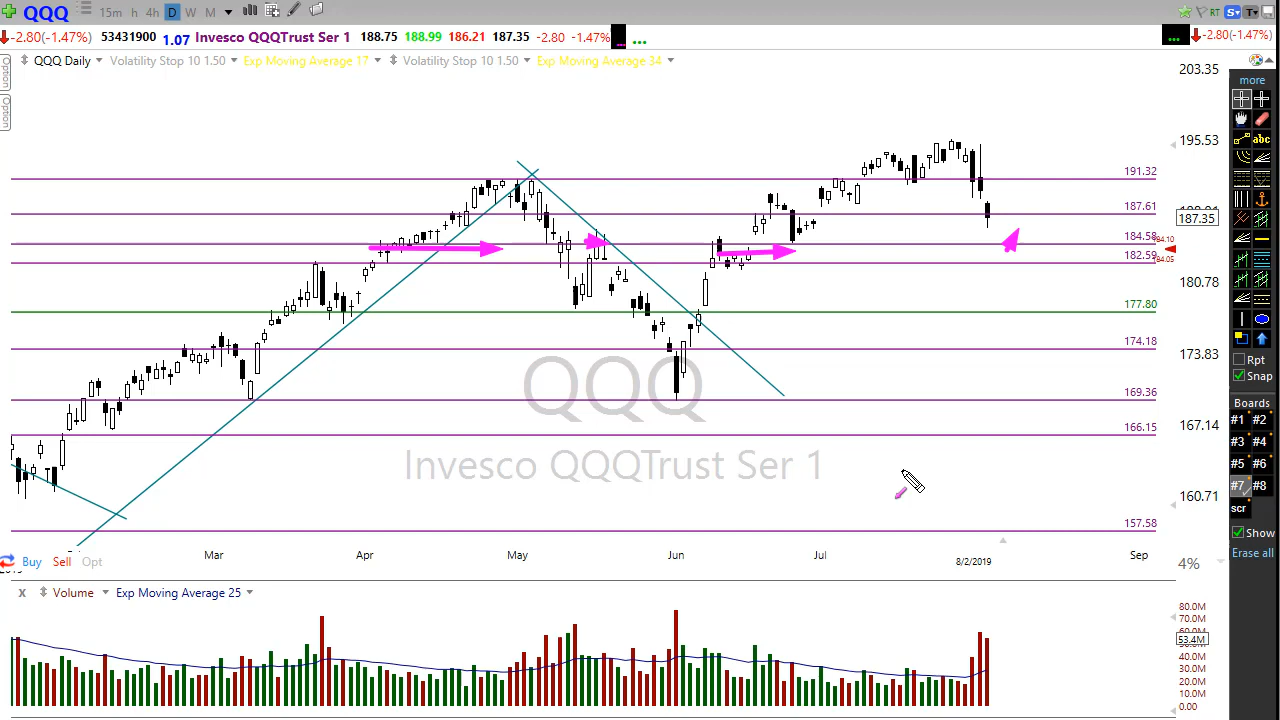 QQQ 15m h 4h D W M RT S T
-2.80(-1.47%) 53431900 1.07 Invesco QQQTrust Ser 1 188.75 188.99 186.21 187.35 -2.80 -1.47% ... ... -2.80(-1.47%)
QQQ Daily Volatility Stop 10 1.50 Exp Moving Average 17 Volatility Stop 10 1.50 Exp Moving Average 34
Option
Option
203.35
195.53
191.32
187.61
187.35
184.58
184.10
182.59
184.05
180.78
177.80
174.18
173.83
169.36
167.14
166.15
160.71
157.58
QQQ
Invesco QQQTrust Ser 1
Mar Apr May Jun Jul Sep
8/2/2019
Buy Sell Opt
4%
X Volume Exp Moving Average 25
80.0M
70.0M
53.4M
40.0M
30.0M
20.0M
10.0M
0.00
more
abc
Rpt
Snap
Boards
#1 #2
#3 #4
#5 #6
#7 #8
scr
Show
Erase all